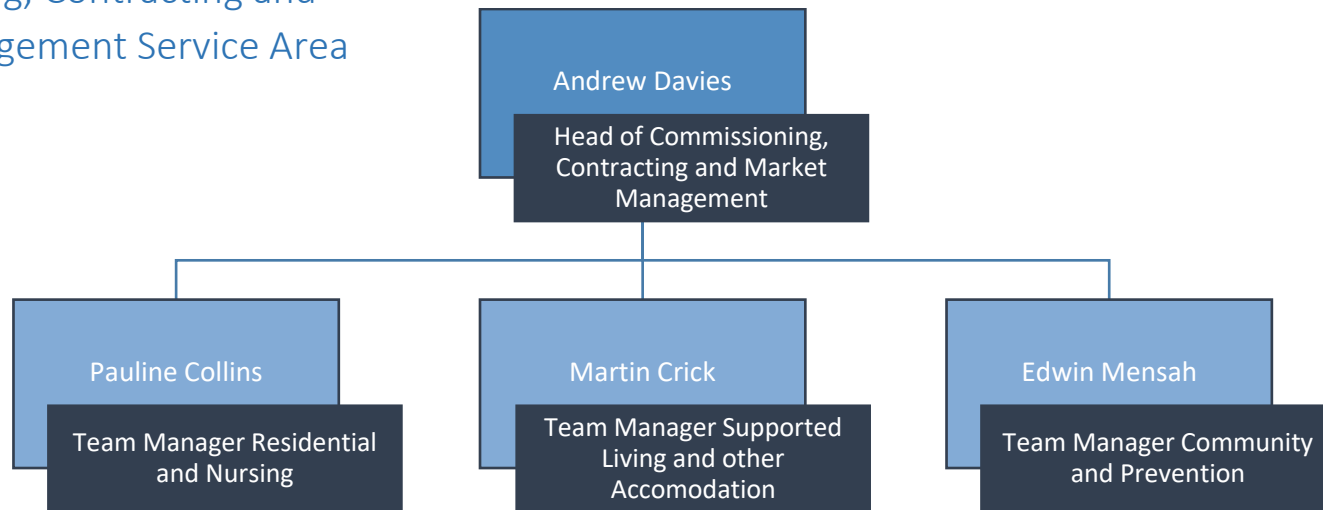 g, Contracting and
gement Service Area
Andrew Davies
Head of Commissioning,
Contracting and Market
Management
Pauline Collins
Team Manager Residential
and Nursing
Martin Crick
Team Manager Supported
Living and other
Accomodation
Edwin Mensah
Team Manager Community
and Prevention